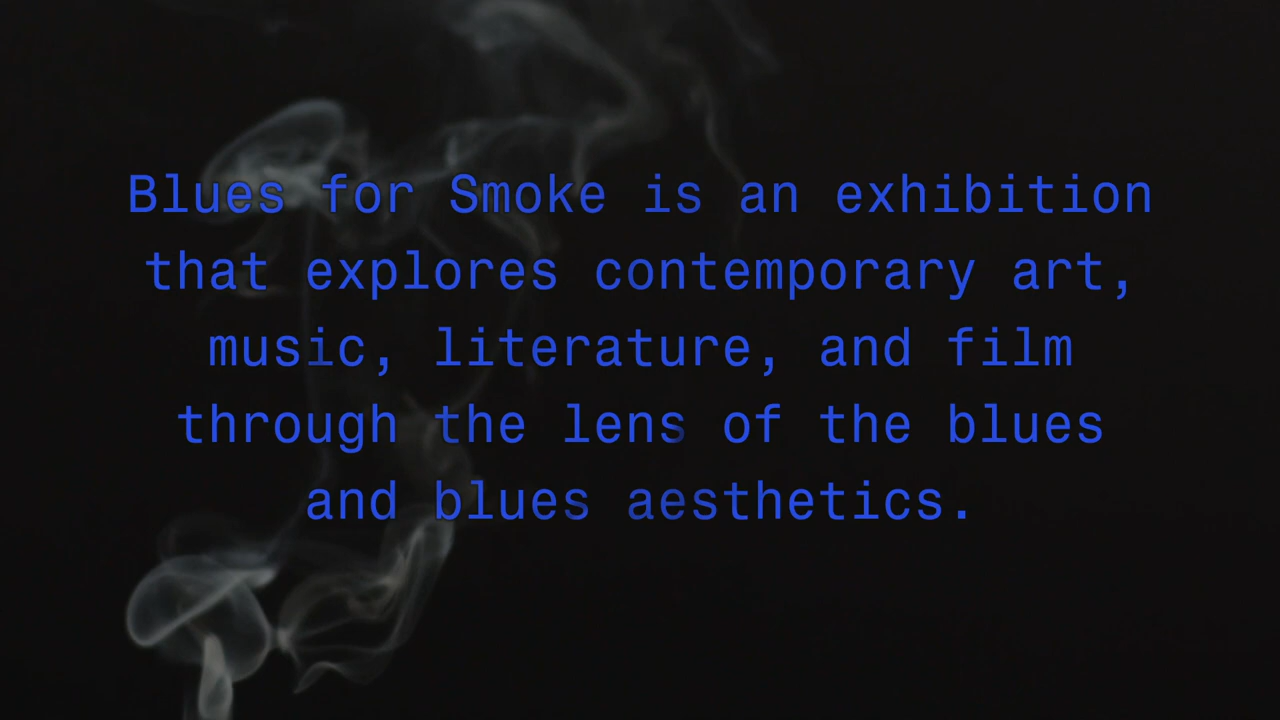 Blues for Smoke is an exhibition
that explores contemporary art,
music, literature, and film
through the lens of the blues
and blues aesthetics.